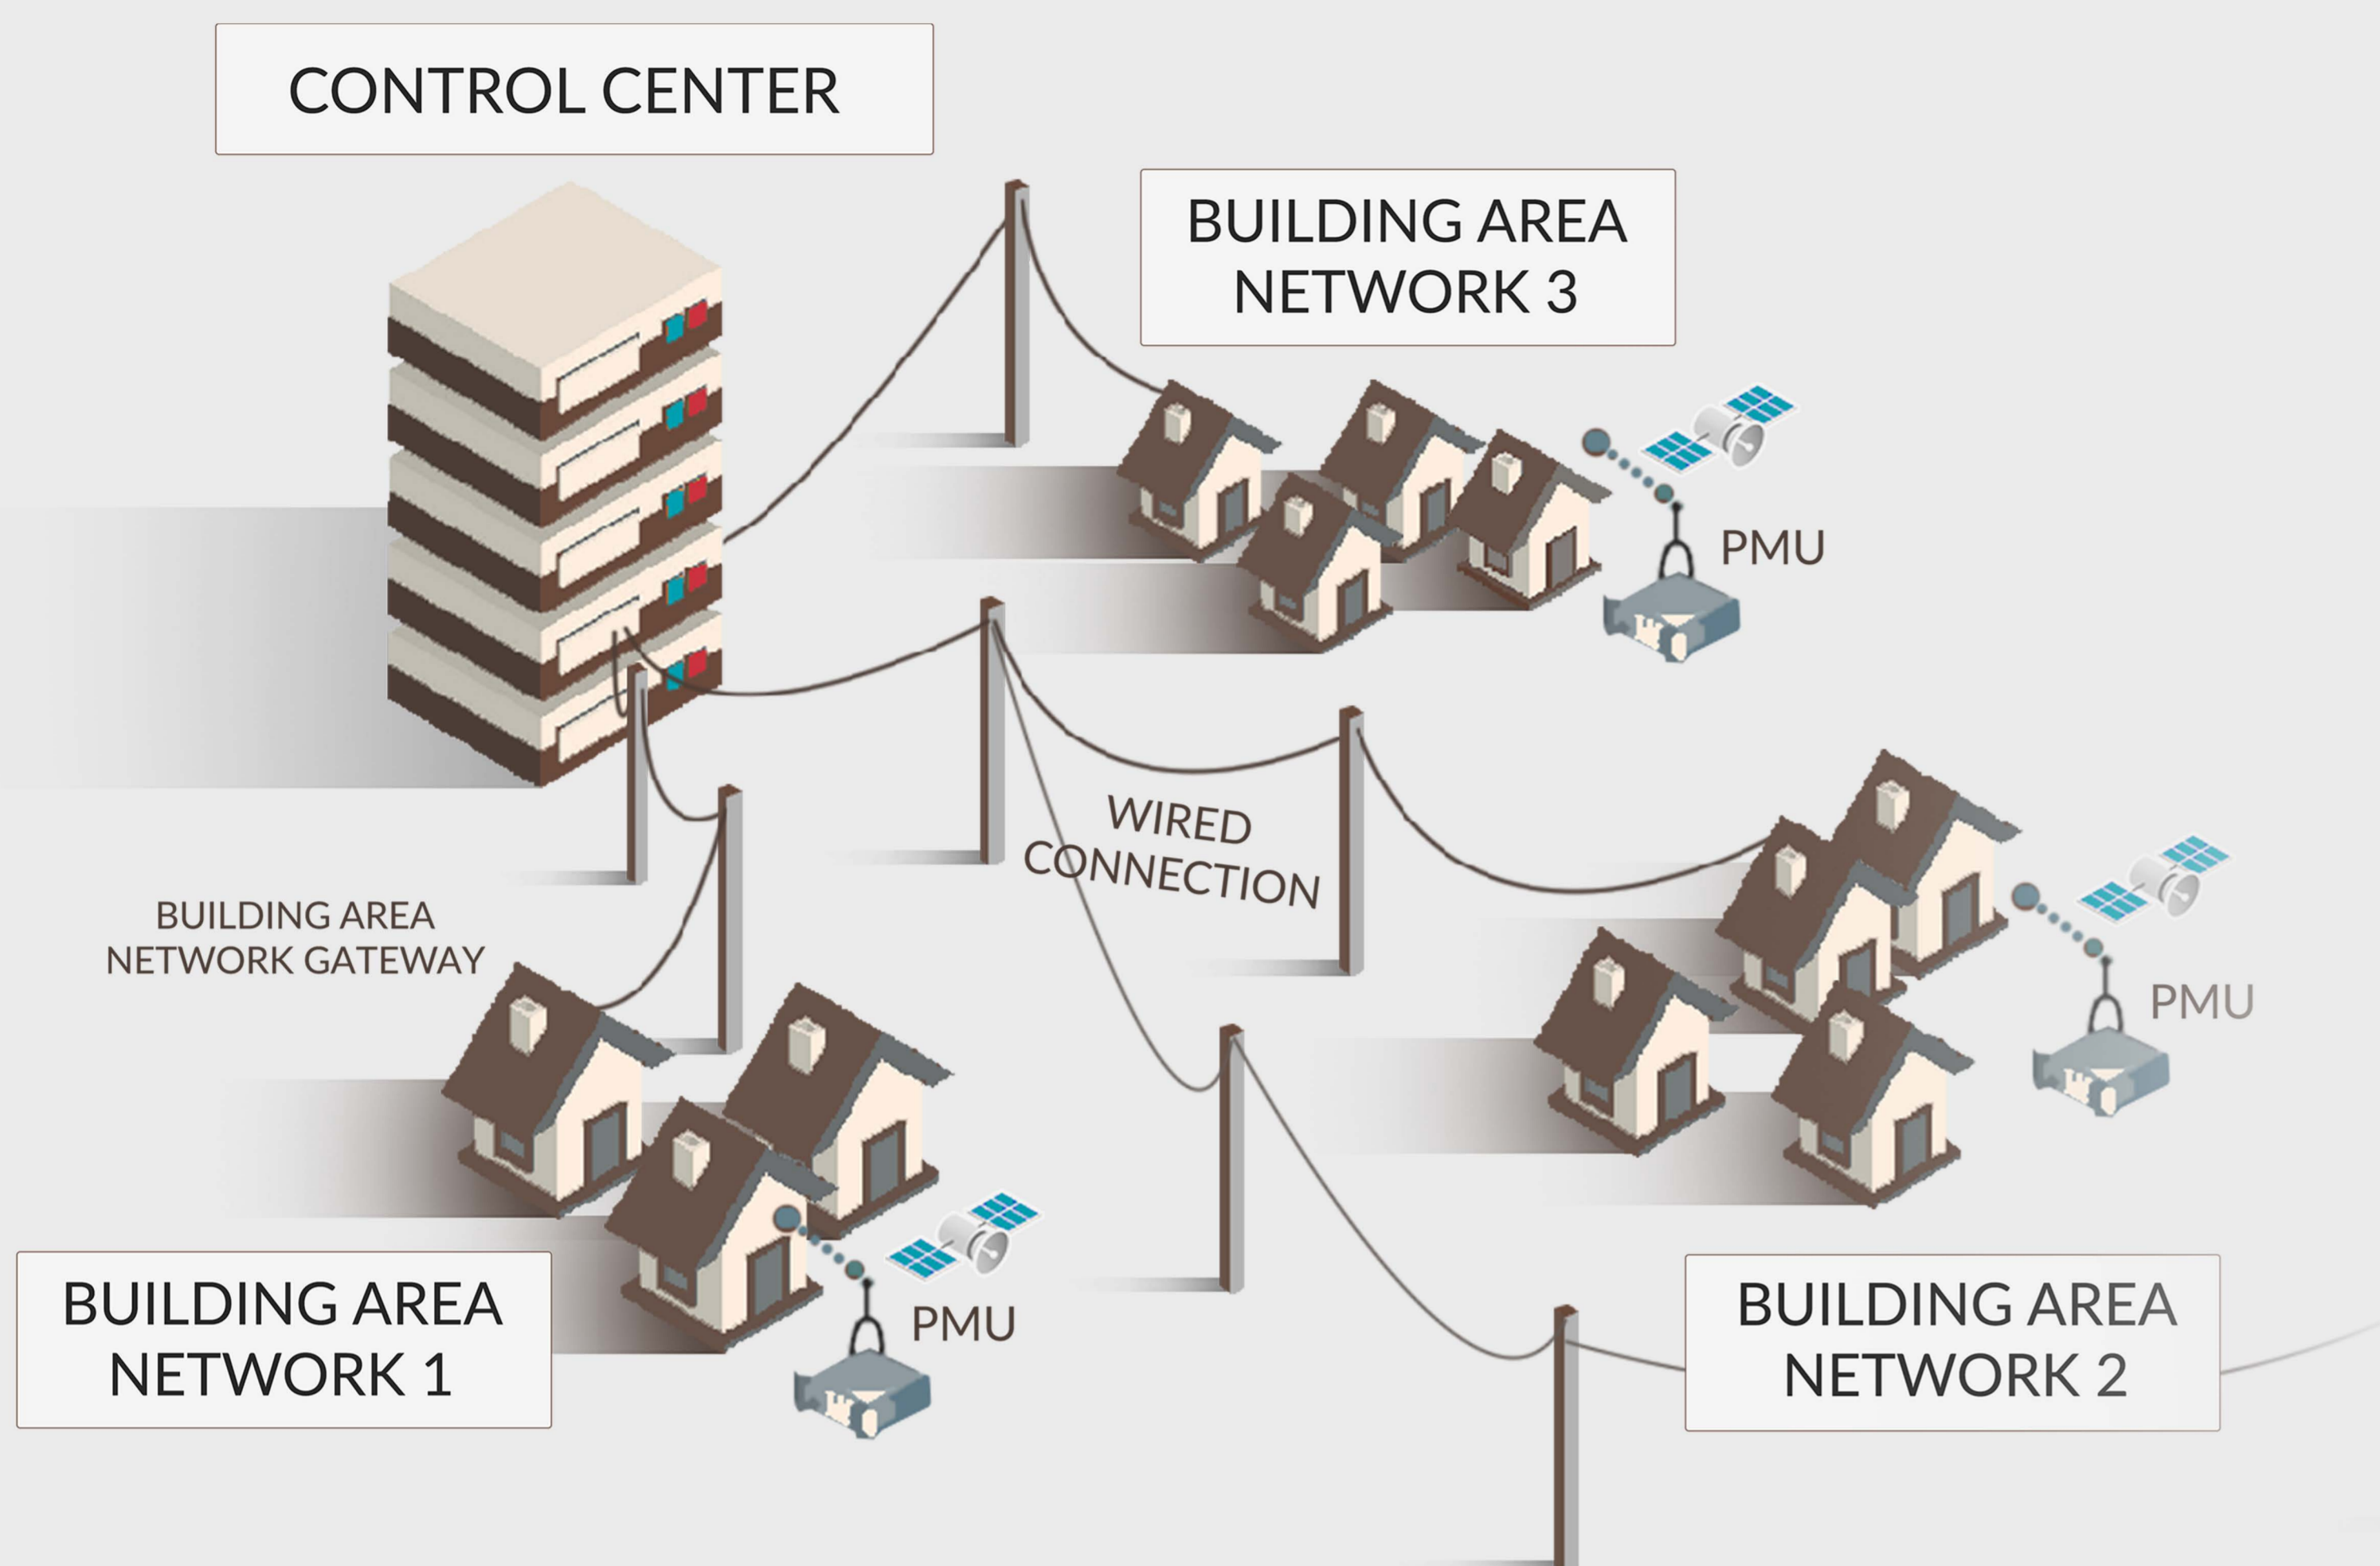 CONTROL CENTER
BUILDING AREA
NETWORK 3
PMU
WIRED
CONNECTION
BUILDING AREA
NETWORK GATEWAY
PMU
BUILDING AREA
NETWORK 1
PMU
BUILDING AREA
NETWORK 2